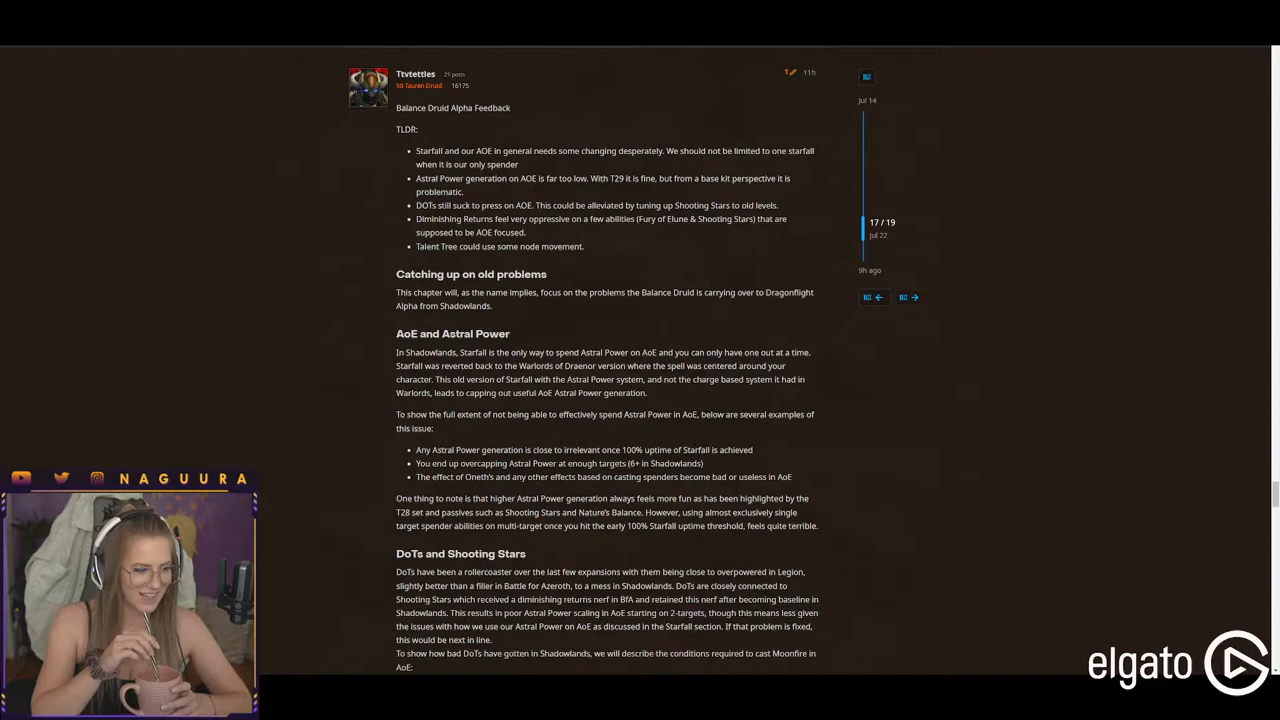 Ttvtettles 21 posts
1 11h
50 Tauren Druid 16175
Balance Druid Alpha Feedback
TLDR:
Starfall and our AOE in general needs some changing desperately. We should not be limited to one starfall
when it is our only spender
Astral Power generation on AOE is far too low. With T29 it is fine, but from a base kit perspective it is
problematic.
DOTs still suck to press on AOE. This could be alleviated by tuning up Shooting Stars to old levels.
Diminishing Returns feel very oppressive on a few abilities (Fury of Elune & Shooting Stars) that are
supposed to be AOE focused.
Talent Tree could use some node movement.
Catching up on old problems
This chapter will, as the name implies, focus on the problems the Balance Druid is carrying over to Dragonflight
Alpha from Shadowlands.
AoE and Astral Power
In Shadowlands, Starfall is the only way to spend Astral Power on AoE and you can only have one out at a time.
Starfall was reverted back to the Warlords of Draenor version where the spell was centered around your
character. This old version of Starfall with the Astral Power system, and not the charge based system it had in
Warlords, leads to capping out useful AoE Astral Power generation.
To show the full extent of not being able to effectively spend Astral Power in AoE, below are several examples of
this issue:
Any Astral Power generation is close to irrelevant once 100% uptime of Starfall is achieved
You end up overcapping Astral Power at enough targets (6+ in Shadowlands)
The effect of Oneth's and any other effects based on casting spenders become bad or useless in AoE
One thing to note is that higher Astral Power generation always feels more fun as has been highlighted by the
T28 set and passives such as Shooting Stars and Nature's Balance. However, using almost exclusively single
target spender abilities on multi-target once you hit the early 100% Starfall uptime threshold, feels quite terrible.
DoTs and Shooting Stars
DoTs have been a rollercoaster over the last few expansions with them being close to overpowered in Legion,
slightly better than a filler in Battle for Azeroth, to a mess in Shadowlands. DoTs are closely connected to
Shooting Stars which received a diminishing returns nerf in BfA and retained this nerf after becoming baseline in
Shadowlands. This results in poor Astral Power scaling in AoE starting on 2-targets, though this means less given
the issues with how we use our Astral Power on AoE as discussed in the Starfall section. If that problem is fixed,
this would be next in line.
To show how bad DoTs have gotten in Shadowlands, we will describe the conditions required to cast Moonfire in
AoE:
Jul 14
17 / 19
Jul 22
9h ago
NAGUURA
elgato